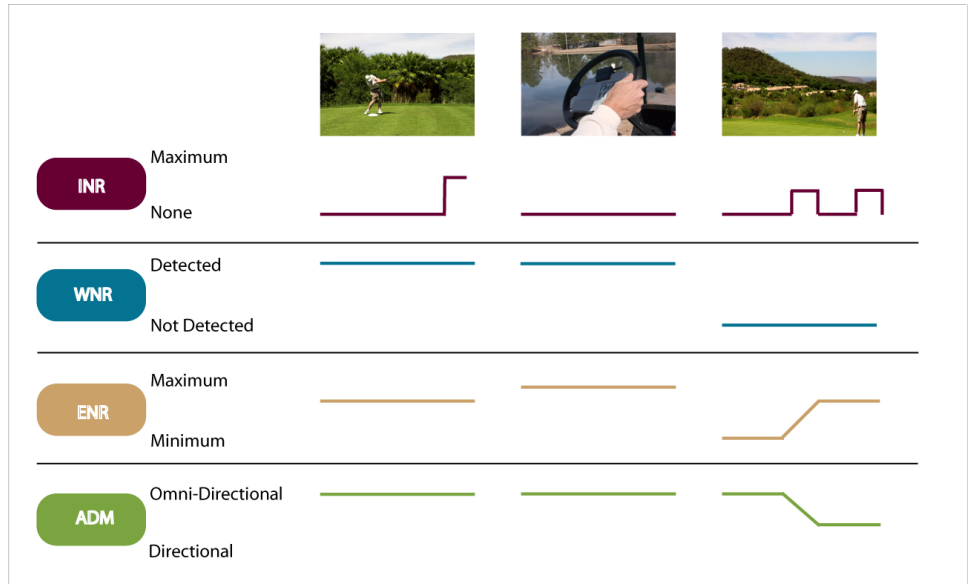 Maximum
INR
None
Detected
WNR
Not Detected
Maximum
ENR
Minimum
Omni-Directional
ADM
Directional